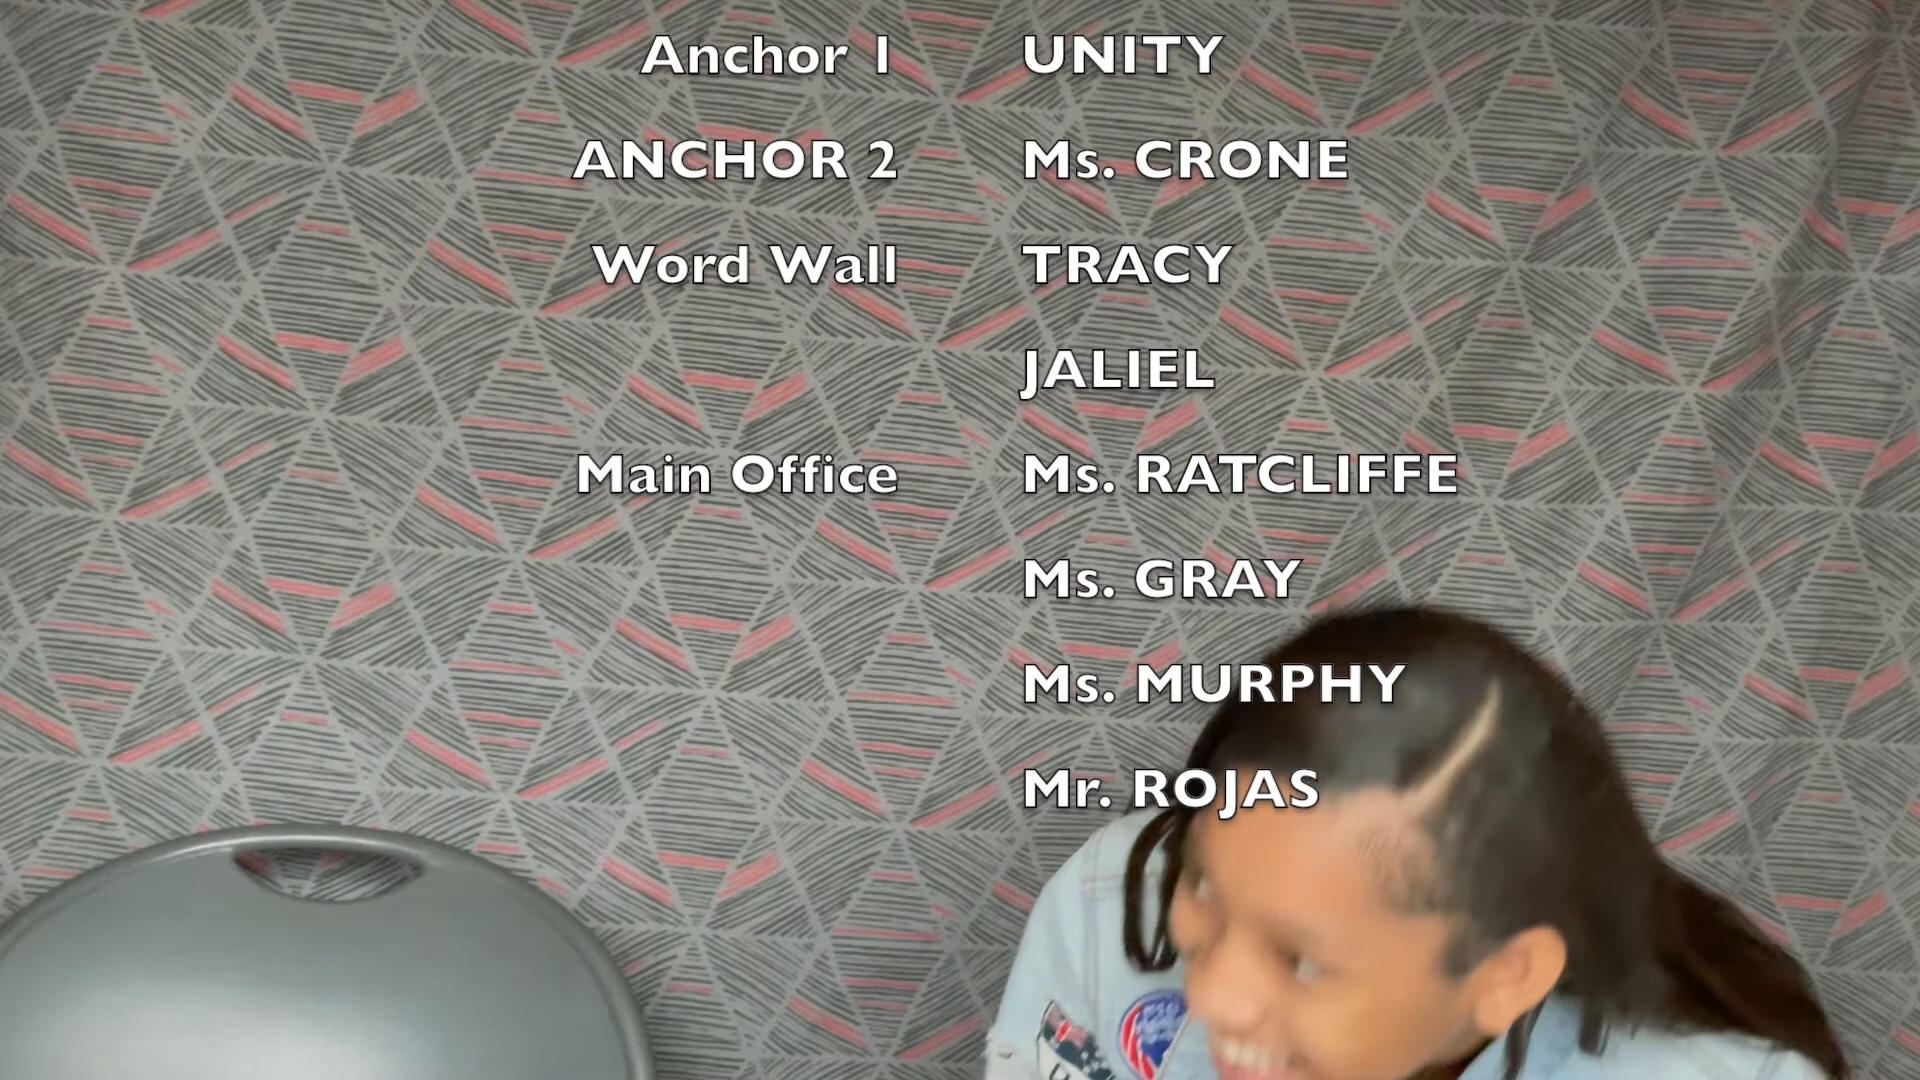 Anchor 1 UNITY
ANCHOR 2 Ms. CRONE
Word Wall TRACY
JALIEL
Main Office Ms. RATCLIFFE
Ms. GRAY
Ms. MURPHY
Mr. ROJAS